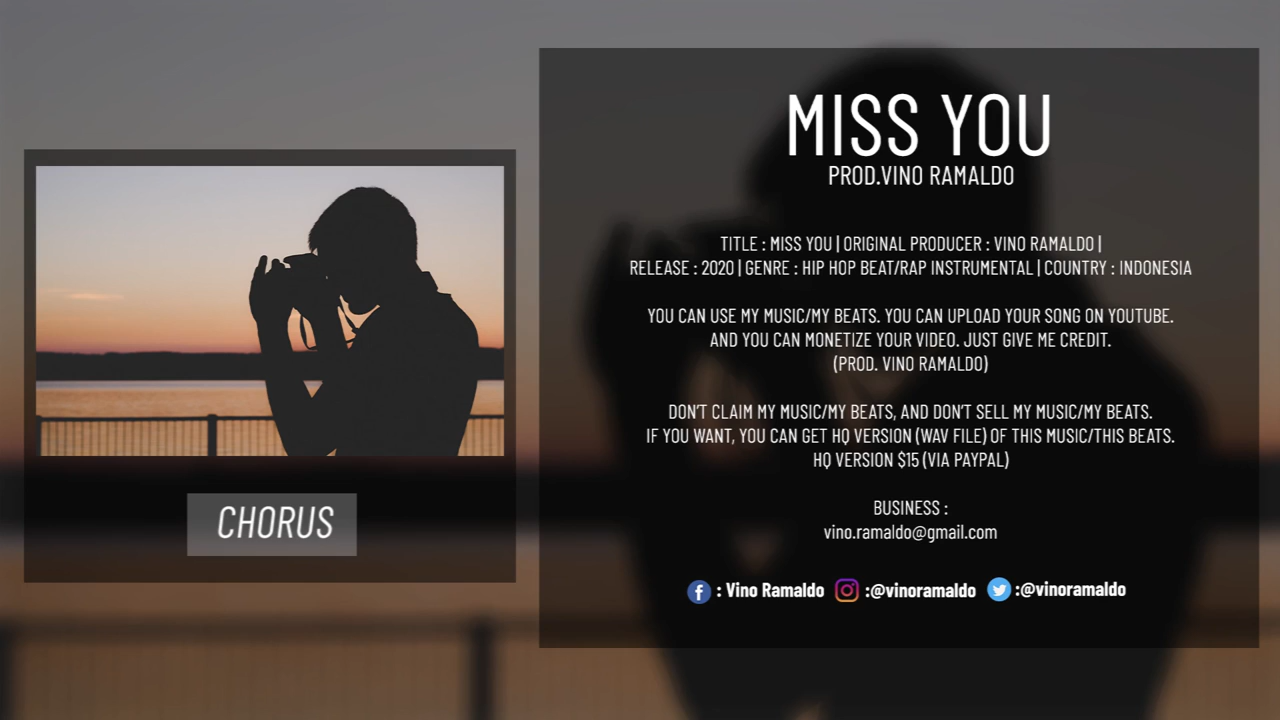 MISS YOU
PROD.VINO RAMALDO
TITLE : MISS YOU | ORIGINAL PRODUCER : VINO RAMALDO |
RELEASE : 2020 | GENRE : HIP HOP BEAT/RAP INSTRUMENTAL | COUNTRY : INDONESIA
YOU CAN USE MY MUSIC/MY BEATS. YOU CAN UPLOAD YOUR SONG ON YOUTUBE.
AND YOU CAN MONETIZE YOUR VIDEO. JUST GIVE ME CREDIT.
(PROD. VINO RAMALDO)
DON'T CLAIM MY MUSIC/MY BEATS, AND DON'T SELL MY MUSIC/MY BEATS.
IF YOU WANT, YOU CAN GET HQ VERSION (WAV FILE) OF THIS MUSIC/THIS BEATS.
HQ VERSION $15 (VIA PAYPAL)
BUSINESS :
vino.ramaldo@gmail.com
: Vino Ramaldo :@vinoramaldo :@vinoramaldo
CHORUS